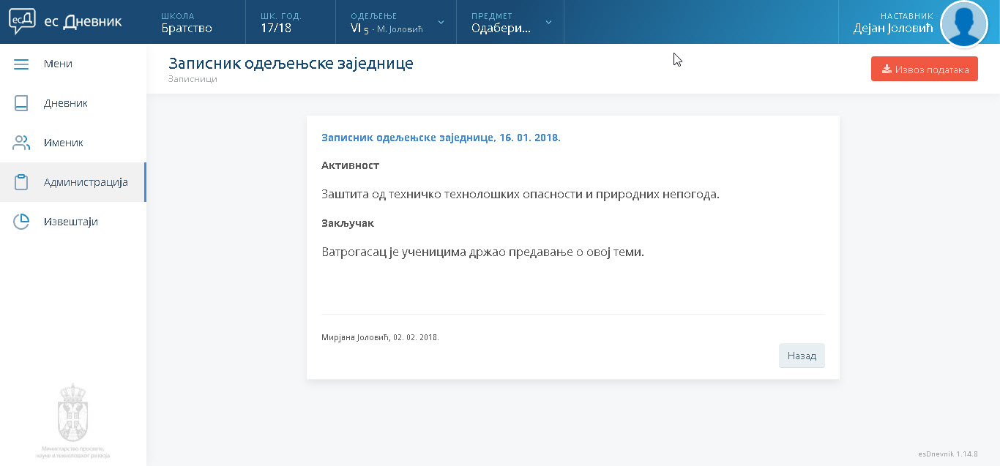 есД ес Дневник
ШКОЛА
Братство
ШК. ГОД.
17/18
ОДЕЉЕЊЕ
VI 5 - М. Јоловић
ПРЕДМЕТ
Одабери...
НАСТАВНИК
Дејан Јоловић
Мени
Дневник
Именик
Администрација
Извештаји
Министарство просвете,
науке и технолошког развоја
Записник одељењске заједнице
Записници
Извоз података
Записник одељењске заједнице, 16. 01. 2018.
Активност
Заштита од техничко технолошких опасности и природних непогода.
Закључак
Ватрогасац је ученицима држао предавање о овој теми.
Мирјана Јоловић, 02. 02. 2018.
Назад
esDnevnik 1.14.8